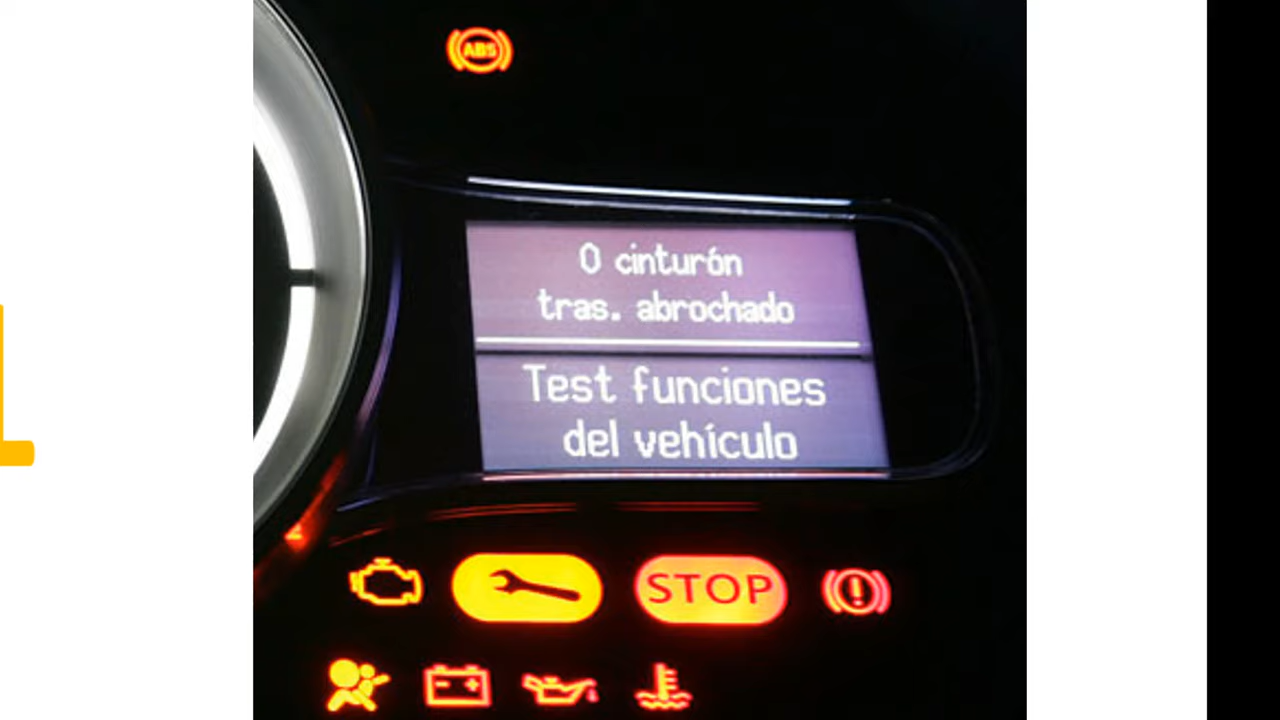 ABS
0 cinturón
tras. abrochado
Test funciones
del vehículo
STOP